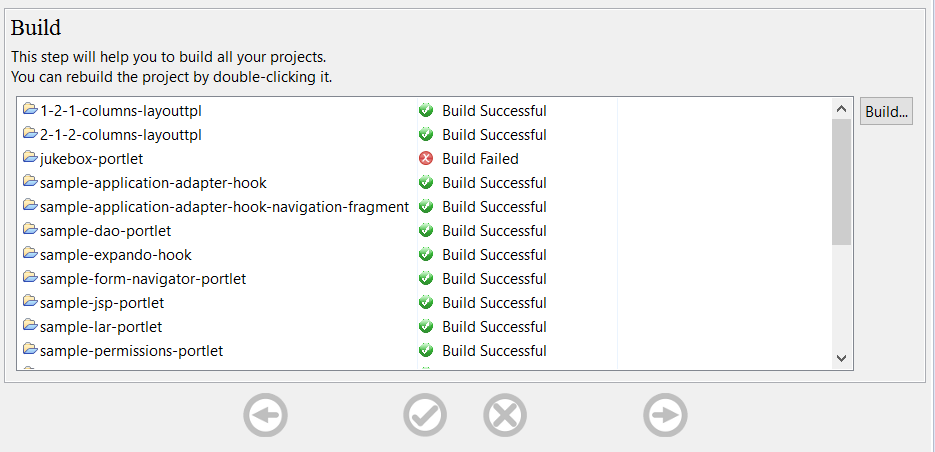 Build
This step will help you to build all your projects.
You can rebuild the project by double-clicking it.
1-2-1-columns-layouttpl Build Successful
Build...
2-1-2-columns-layouttpl Build Successful
jukebox-portlet Build Failed
sample-application-adapter-hook Build Successful
sample-application-adapter-hook-navigation-fragment Build Successful
sample-dao-portlet Build Successful
sample-expando-hook Build Successful
sample-form-navigator-portlet Build Successful
sample-jsp-portlet Build Successful
sample-lar-portlet Build Successful
sample-permissions-portlet Build Successful